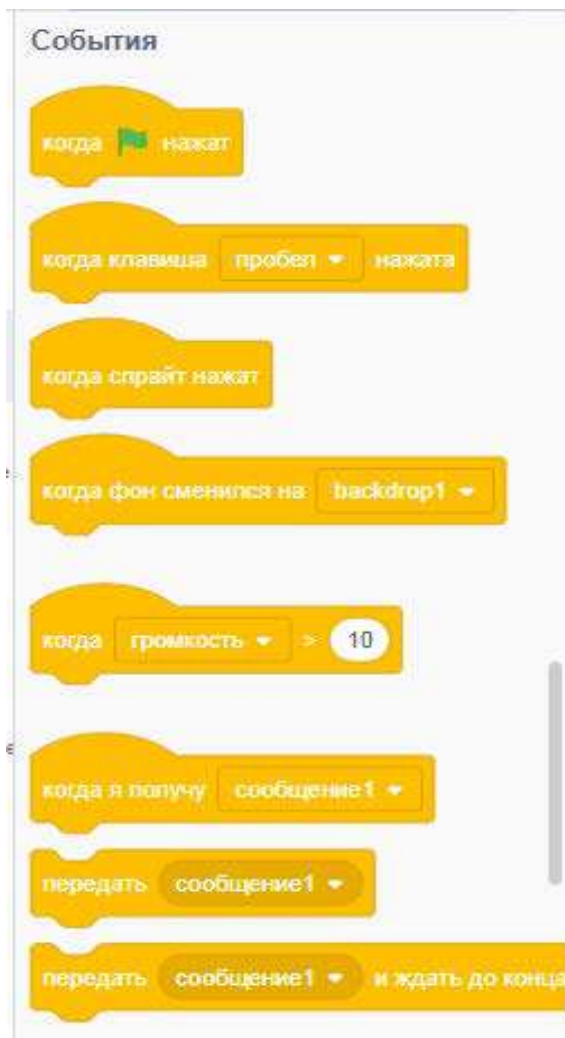 События
когда нажат
когда клавиша пробел нажата
когда спрайт нажат
когда фон сменился на backdrop1
когда громкость > 10
когда я получу сообщение1
передать сообщение1
передать сообщение1 и ждать до конца